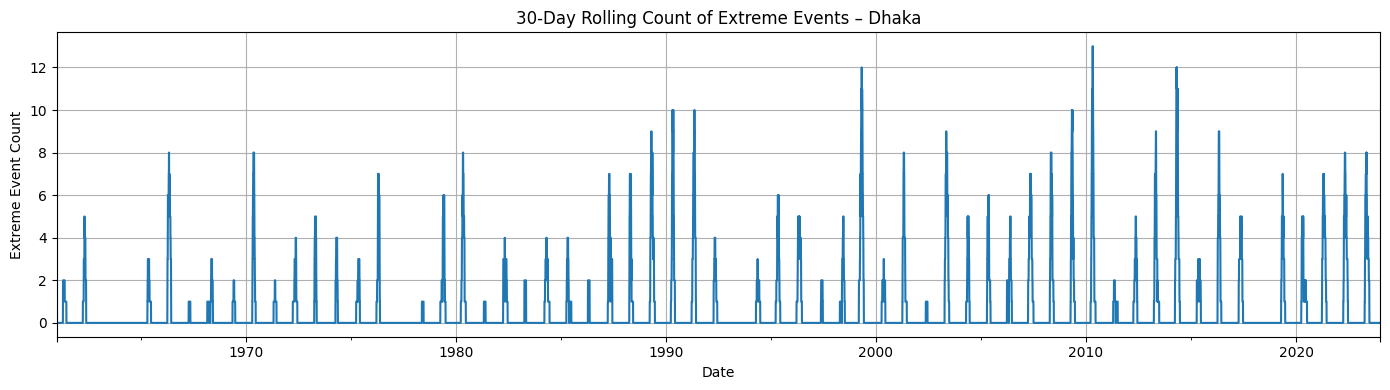 30-Day Rolling Count of Extreme Events – Dhaka
Extreme Event Count
12
10
8
6
4
2
0
1970 1980 1990 2000 2010 2020
Date